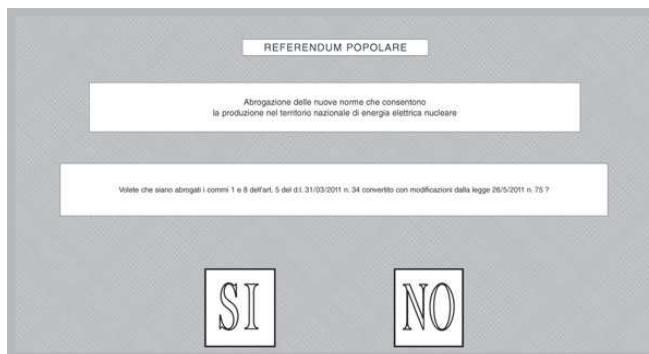 REFERENDUM POPOLARE
Abrogazione delle nuove norme che consentono
la produzione nel territorio nazionale di energia elettrica nucleare
Volete che siano abrogati i commi 1 e 8 dell'art. 5 del d.l. 31/03/2011 n. 34 convertito con modificazioni dalla legge 26/5/2011 n. 75 ?
SI
NO